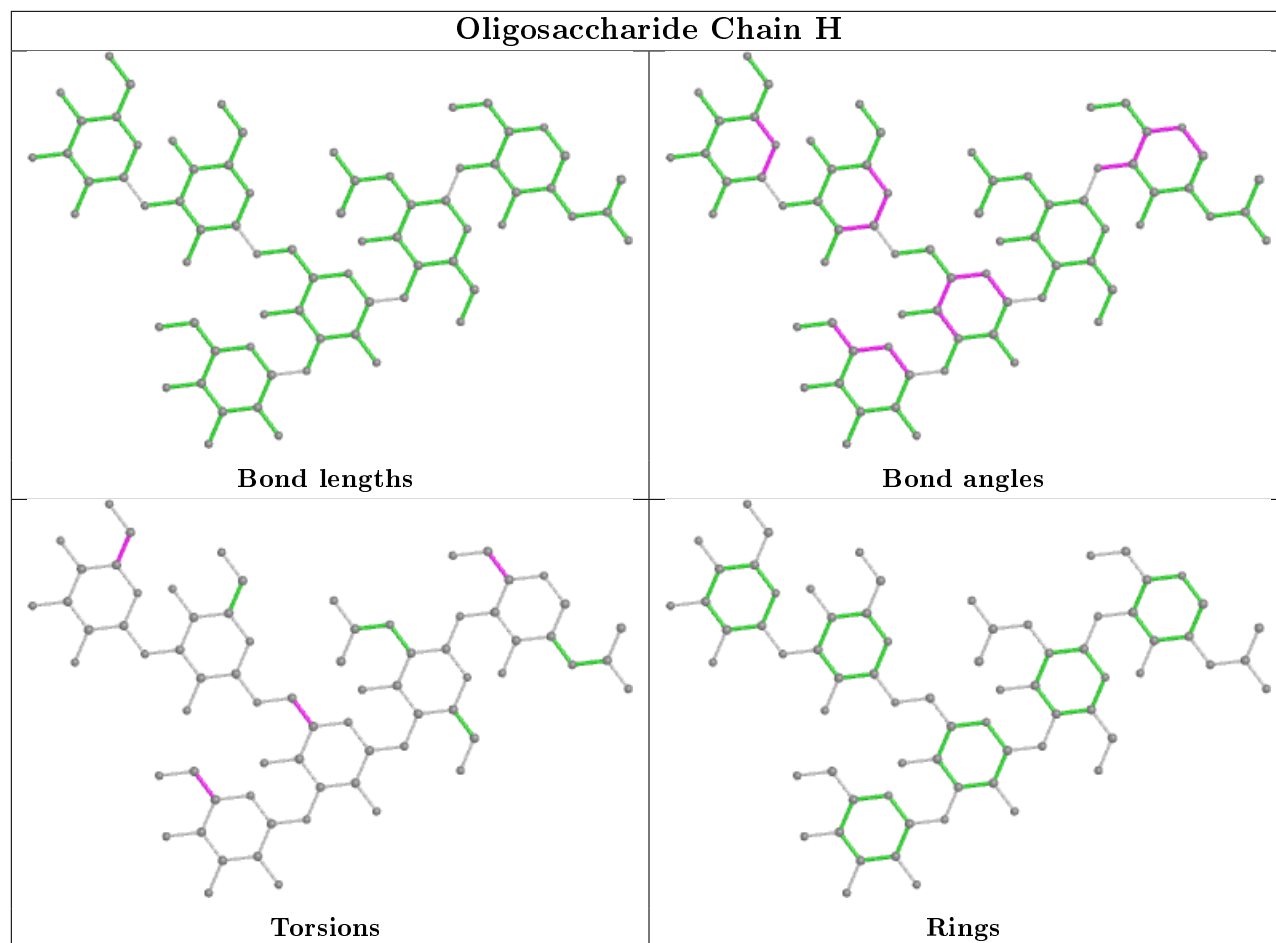 Oligosaccharide Chain H
Bond lengths
Bond angles
Torsions
Rings